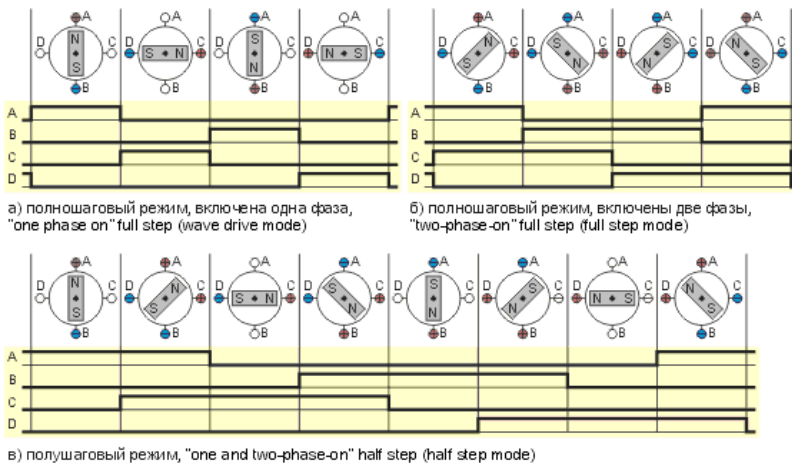 A A A A
D C D C D C D C
N S N S S N N S
B B B B
A
B
C
D
а) полношаговый режим, включена одна фаза,
"one phase on" full step (wave drive mode)
A A A A
D C D C D C D C
N S S N S N N S
B B B B
A
B
C
D
б) полношаговый режим, включены две фазы,
"two-phase-on" full step (full step mode)
A A A A A A A A
D C D C D C D C D C D C D C D C
N S N S S N S N S N S N N S N S
B B B B B B B B
A
B
C
D
в) полушаговый режим, "one and two-phase-on" half step (half step mode)